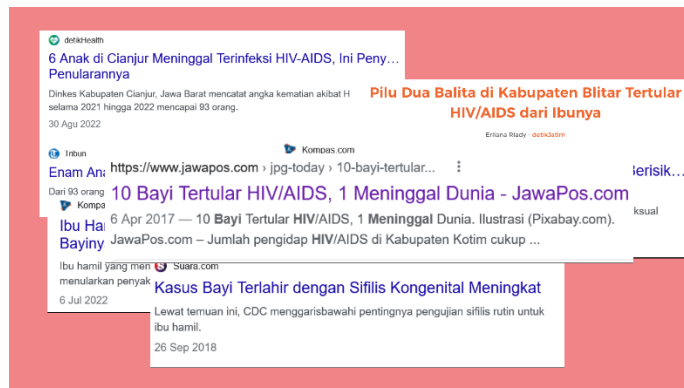 detikHealth
6 Anak di Cianjur Meninggal Terinfeksi HIV-AIDS, Ini Peny…
Penularannya
Dinkes Kabupaten Cianjur, Jawa Barat mencatat angka kematian akibat H
selama 2021 hingga 2022 mencapai 93 orang.
30 Agu 2022
Pilu Dua Balita di Kabupaten Blitar Tertular
HIV/AIDS dari Ibunya
Erliana Riady - detikJatim
Tribun
Enam Ana
Dari 93 orang
Kompas.com
Berisik…
ksual
https://www.jawapos.com › jpg-today › 10-bayi-tertular...
10 Bayi Tertular HIV/AIDS, 1 Meninggal Dunia - JawaPos.com
6 Apr 2017 — 10 Bayi Tertular HIV/AIDS, 1 Meninggal Dunia. Ilustrasi (Pixabay.com).
JawaPos.com – Jumlah pengidap HIV/AIDS di Kabupaten Kotim cukup ...
Kompa
Ibu Ha
Bayiny
Ibu hamil yang men
menularkan penyak
6 Jul 2022
Suara.com
Kasus Bayi Terlahir dengan Sifilis Kongenital Meningkat
Lewat temuan ini, CDC menggarisbawahi pentingnya pengujian sifilis rutin untuk
ibu hamil.
26 Sep 2018